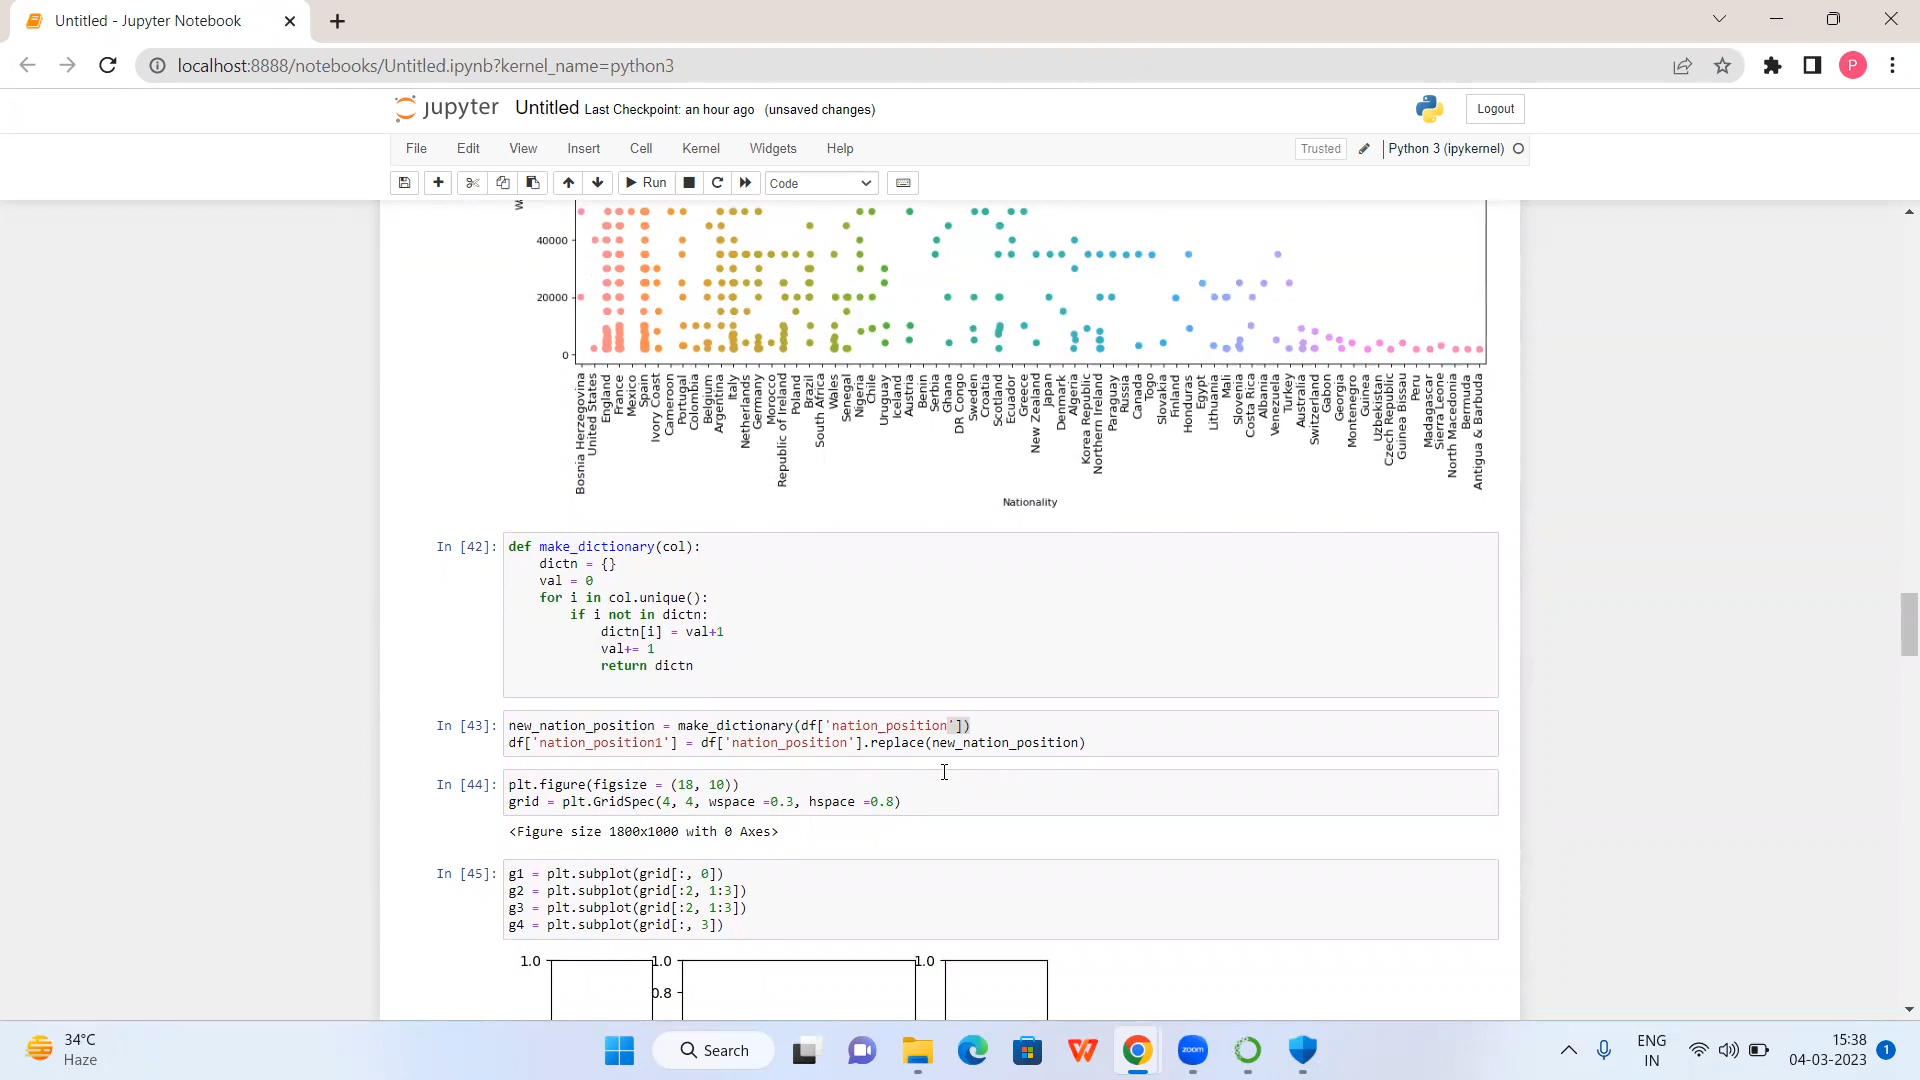 Untitled - Jupyter Notebook
localhost:8888/notebooks/Untitled.ipynb?kernel_name=python3
P
jupyter Untitled Last Checkpoint: an hour ago (unsaved changes)
Logout
File Edit View Insert Cell Kernel Widgets Help
Trusted Python 3 (ipykernel)
Run Code
40000
20000
0
Bosnia Herzegovina
United States
England
France
Mexico
Spain
Ivory Coast
Cameroon
Portugal
Colombia
Belgium
Argentina
Italy
Netherlands
Germany
Morocco
Republic of Ireland
Poland
Brazil
South Africa
Wales
Senegal
Nigeria
Chile
Uruguay
Iceland
Austria
Benin
Serbia
Ghana
DR Congo
Sweden
Croatia
Scotland
Ecuador
Greece
New Zealand
Japan
Denmark
Algeria
Korea Republic
Northern Ireland
Paraguay
Russia
Canada
Togo
Slovakia
Finland
Honduras
Egypt
Lithuania
Mali
Slovenia
Costa Rica
Albania
Venezuela
Turkey
Australia
Switzerland
Gabon
Georgia
Montenegro
Guinea
Uzbekistan
Czech Republic
Guinea Bissau
Peru
Madagascar
Sierra Leone
North Macedonia
Bermuda
Antigua & Barbuda
Nationality
In [42]: def make_dictionary(col):
dictn = {}
val = 0
for i in col.unique():
if i not in dictn:
dictn[i] = val+1
val+= 1
return dictn
In [43]: new_nation_position = make_dictionary(df['nation_position'])
df['nation_position1'] = df['nation_position'].replace(new_nation_position)
In [44]: plt.figure(figsize = (18, 10))
grid = plt.GridSpec(4, 4, wspace =0.3, hspace =0.8)
<Figure size 1800x1000 with 0 Axes>
In [45]: g1 = plt.subplot(grid[:, 0])
g2 = plt.subplot(grid[:2, 1:3])
g3 = plt.subplot(grid[:2, 1:3])
g4 = plt.subplot(grid[:, 3])
1.0 1.0 1.0
0.8
34°C
Haze
Search
zoom
ENG
IN
15:38
04-03-2023
1